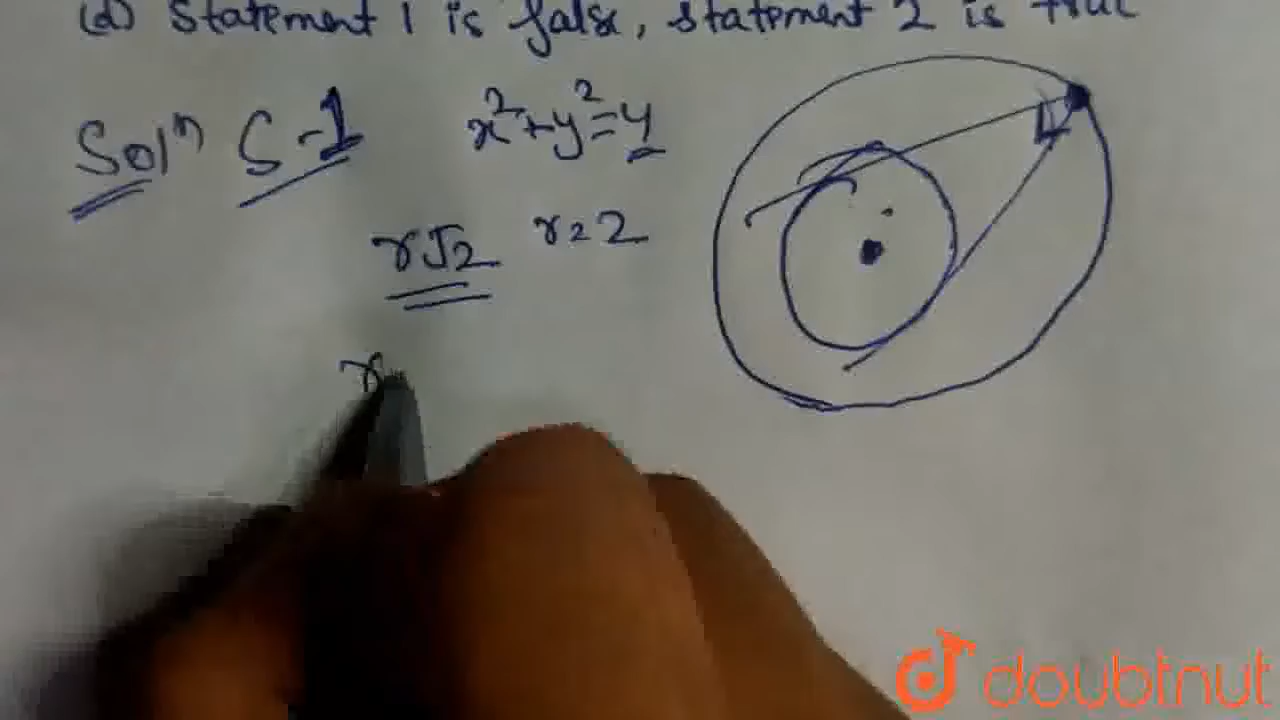 (d) Statement 1 is false, statement 2 is true
Solⁿ S-1 x²+y²=4
r√2 r=2
r
doubtnut